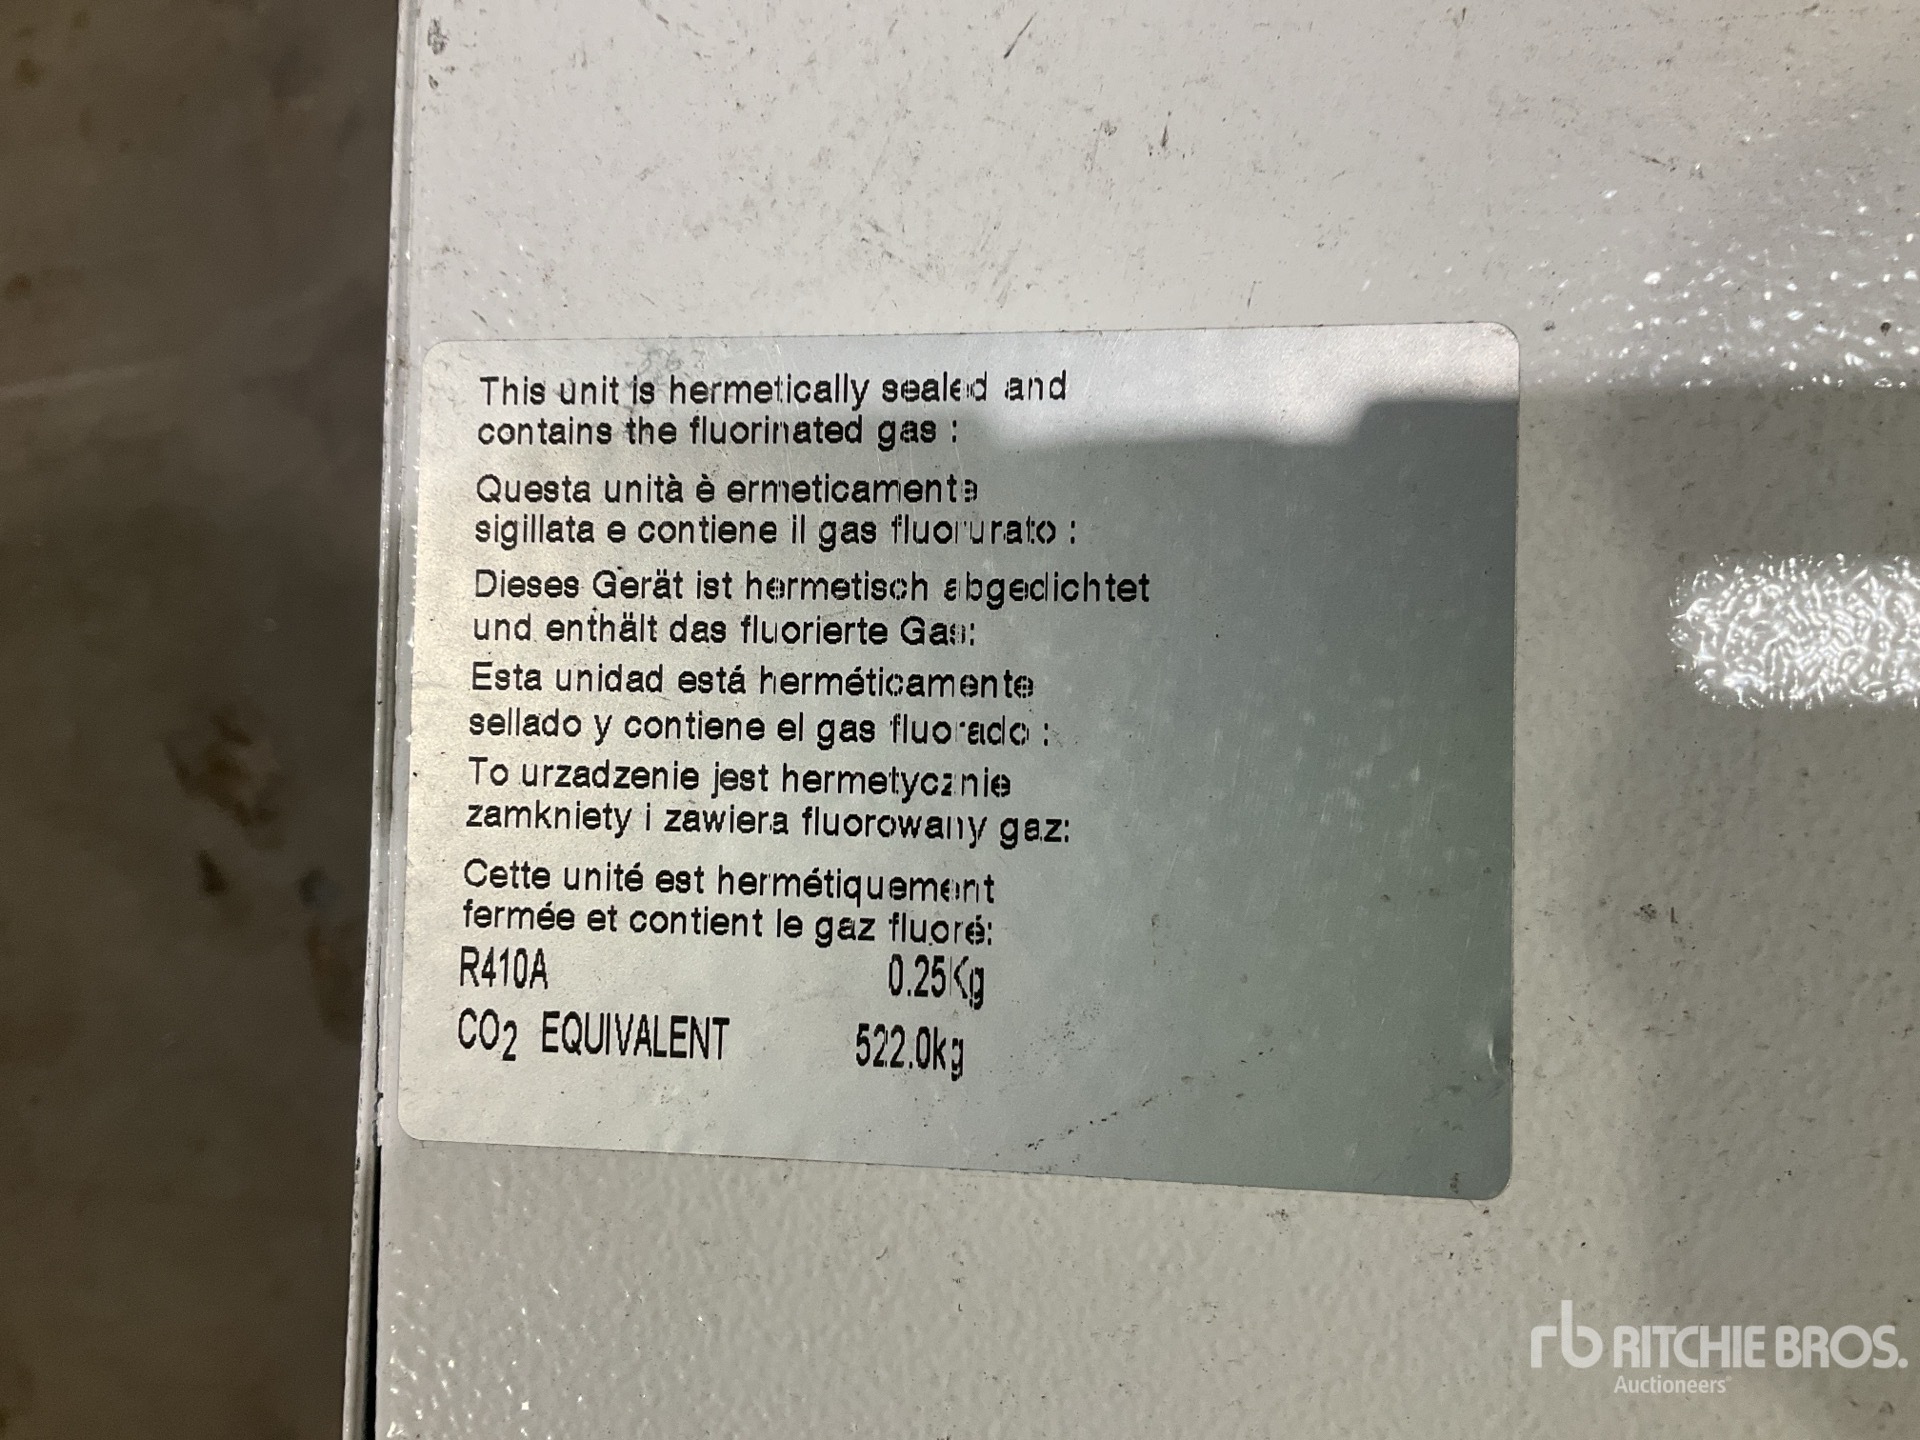 This unit is hermetically sealed and
contains the fluorinated gas :
Questa unità è ermeticamente
sigillata e contiene il gas fluorurato :
Dieses Gerät ist hermetisch abgedichtet
und enthält das fluorierte Gas:
Esta unidad está herméticamente
sellado y contiene el gas fluorado :
To urzadzenie jest hermetycznie
zamkniety i zawiera fluorowany gaz:
Cette unité est hermétiquement
fermée et contient le gaz fluoré:
R410A 0.25Kg
CO2 EQUIVALENT 522.0kg
rb RITCHIE BROS.
Auctioneers